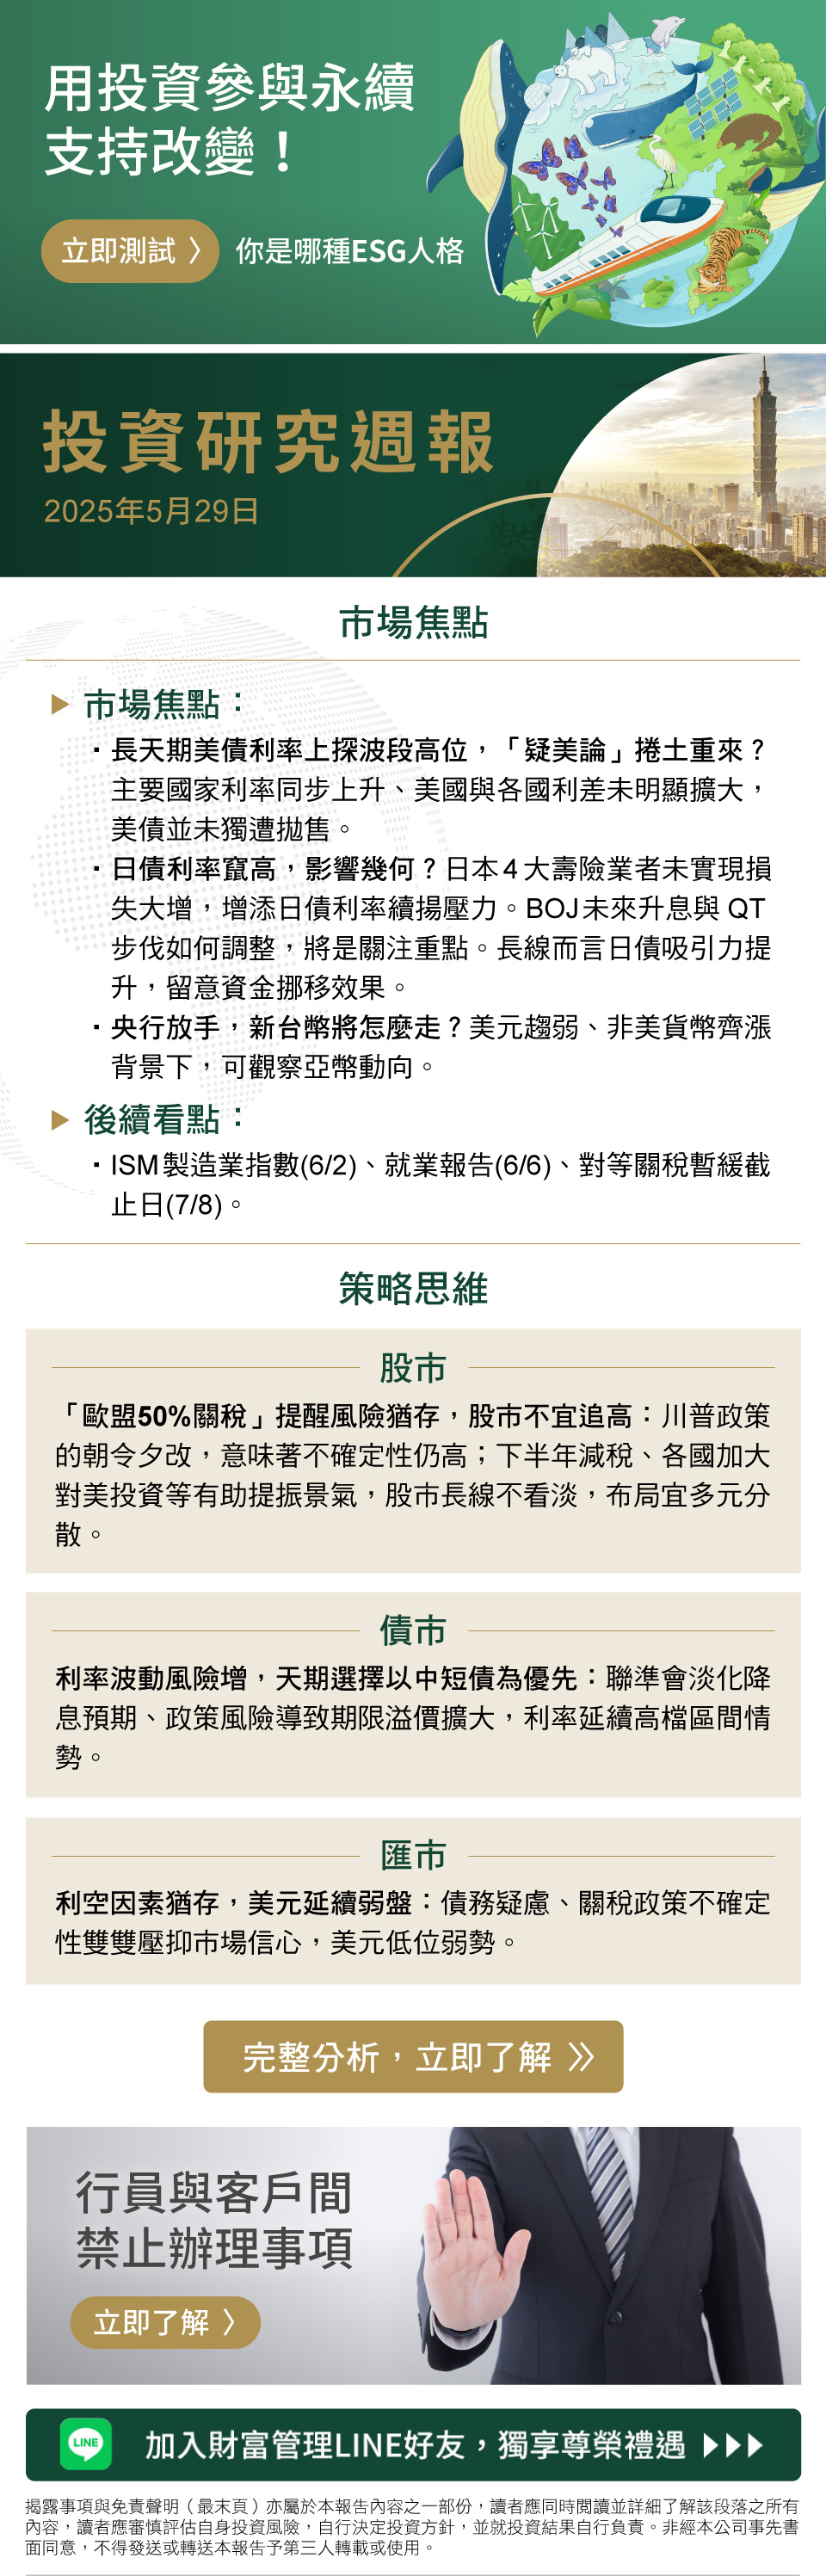 用投資參與永續
支持改變！
立即測試 〉 你是哪種ESG人格
投資研究週報
2025年5月29日
市場焦點
▶ 市場焦點：
・長天期美債利率上探波段高位，「疑美論」捲土重來？
主要國家利率同步上升、美國與各國利差未明顯擴大，
美債並未獨遭拋售。
・日債利率竄高，影響幾何？日本4大壽險業者未實現損
失大增，增添日債利率續揚壓力。BOJ未來升息與 QT
步伐如何調整，將是關注重點。長線而言日債吸引力提
升，留意資金挪移效果。
・央行放手，新台幣將怎麼走？美元趨弱、非美貨幣齊漲
背景下，可觀察亞幣動向。
▶ 後續看點：
・ISM製造業指數(6/2)、就業報告(6/6)、對等關稅暫緩截
止日(7/8)。
策略思維
股市
「歐盟50%關稅」提醒風險猶存，股市不宜追高：川普政策
的朝令夕改，意味著不確定性仍高；下半年減稅、各國加大
對美投資等有助提振景氣，股市長線不看淡，布局宜多元分
散。
債市
利率波動風險增，天期選擇以中短債為優先：聯準會淡化降
息預期、政策風險導致期限溢價擴大，利率延續高檔區間情
勢。
匯市
利空因素猶存，美元延續弱盤：債務疑慮、關稅政策不確定
性雙雙壓抑市場信心，美元低位弱勢。
完整分析，立即了解 》
行員與客戶間
禁止辦理事項
立即了解 〉
LINE 加入財富管理LINE好友，獨享尊榮禮遇 ▶▶▶
揭露事項與免責聲明（最末頁）亦屬於本報告內容之一部份，讀者應同時閱讀並詳細了解該段落之所有
內容，讀者應審慎評估自身投資風險，自行決定投資方針，並就投資結果自行負責。非經本公司事先書
面同意，不得發送或轉送本報告予第三人轉載或使用。